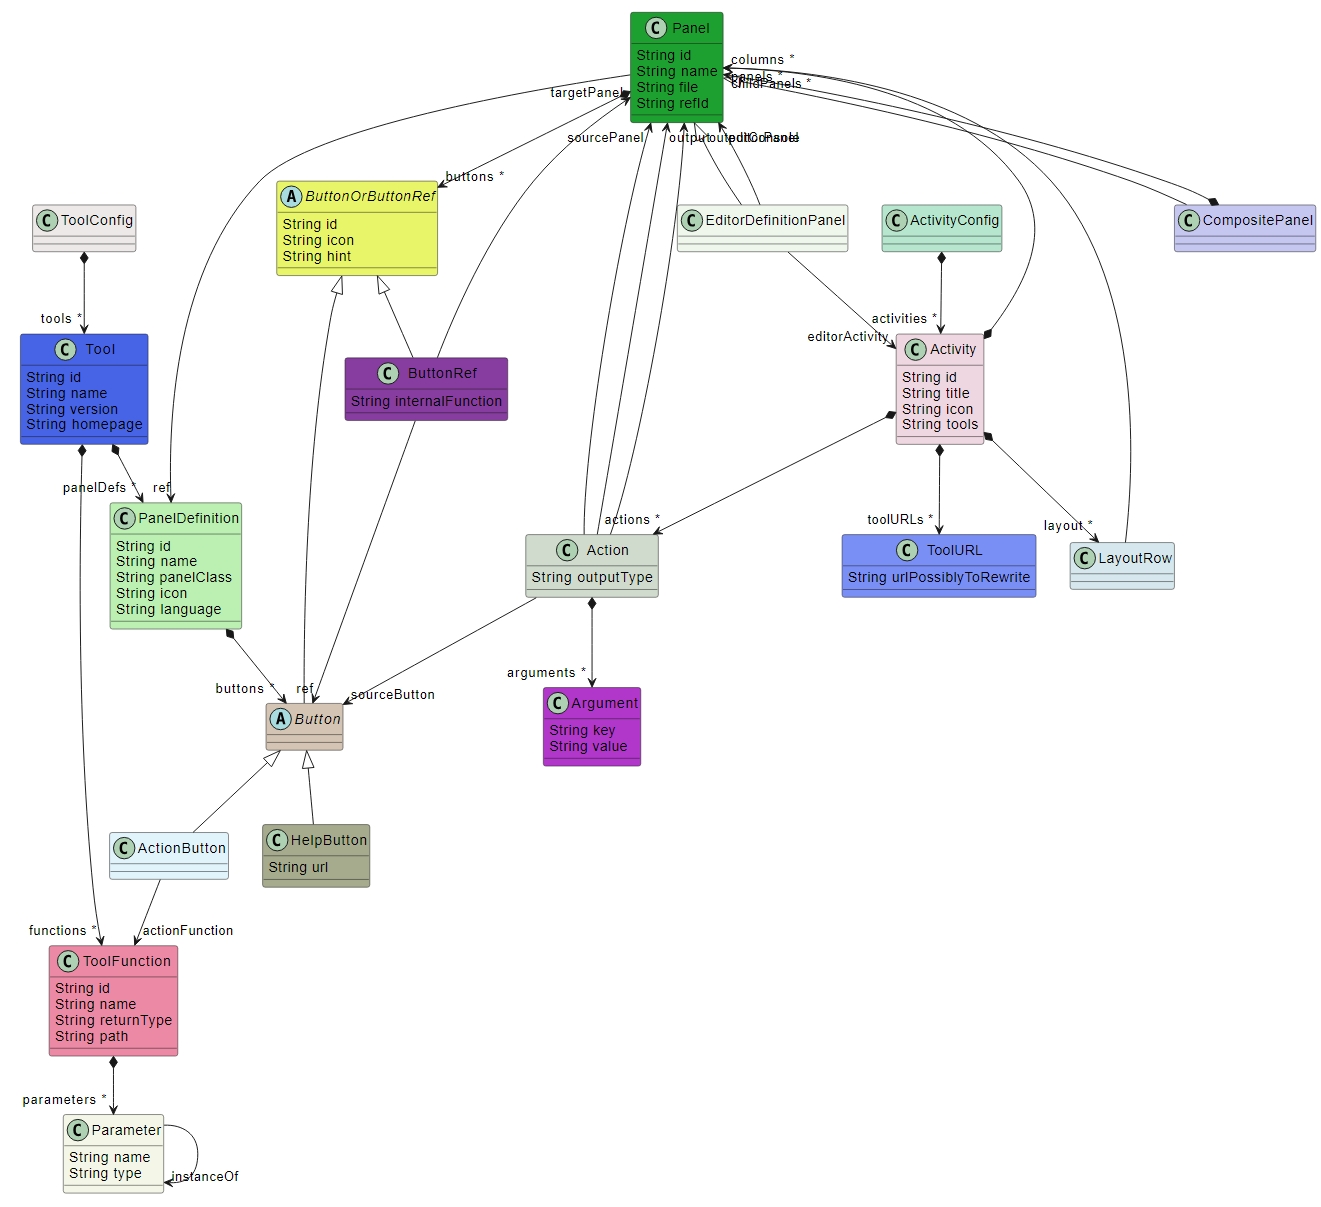 C Panel
String id
String name
String file
String refId
columns *
panels *
childPanels *
targetPanel
sourcePanel
output
outputConsole
editorPanel
buttons *
A ButtonOrButtonRef
String id
String icon
String hint
C ToolConfig
C EditorDefinitionPanel
C ActivityConfig
C CompositePanel
tools *
activities *
editorActivity
C Tool
String id
String name
String version
String homepage
C ButtonRef
String internalFunction
C Activity
String id
String title
String icon
String tools
panelDefs *
ref
actions *
toolURLs *
layout *
C PanelDefinition
String id
String name
String panelClass
String icon
String language
C Action
String outputType
C ToolURL
String urlPossiblyToRewrite
C LayoutRow
buttons *
ref
sourceButton
arguments *
A Button
C Argument
String key
String value
C ActionButton
C HelpButton
String url
functions *
actionFunction
C ToolFunction
String id
String name
String returnType
String path
parameters *
C Parameter
String name
String type
instanceOf